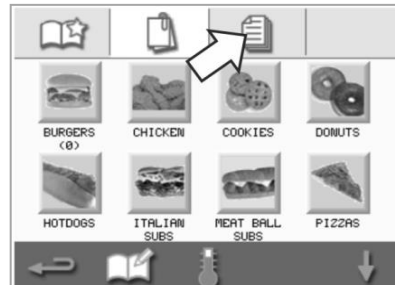 BURGERS
(0)
CHICKEN
COOKIES
DONUTS
HOTDOGS
ITALIAN
SUBS
MEAT BALL
SUBS
PIZZAS